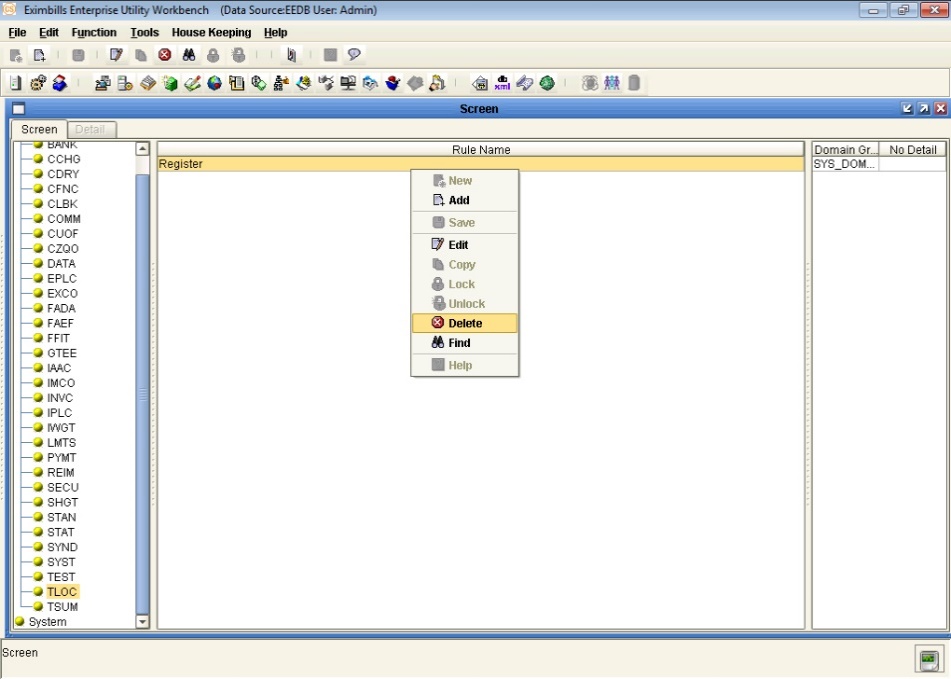 Eximbills Enterprise Utility Workbench (Data Source:EEDB User: Admin)
File Edit Function Tools House Keeping Help
xml
Screen
Screen Detail
BANK
CCHG
CDRY
CFNC
CLBK
COMM
CUOF
CZQO
DATA
EPLC
EXCO
FADA
FAEF
FFIT
GTEE
IAAC
IMCO
INVC
IPLC
IWGT
LMTS
PYMT
REIM
SECU
SHGT
STAN
STAT
SYND
SYST
TEST
TLOC
TSUM
System
Rule Name
Register
New
Add
Save
Edit
Copy
Lock
Unlock
Delete
Find
Help
Domain Gr... No Detail
SYS_DOM...
Screen